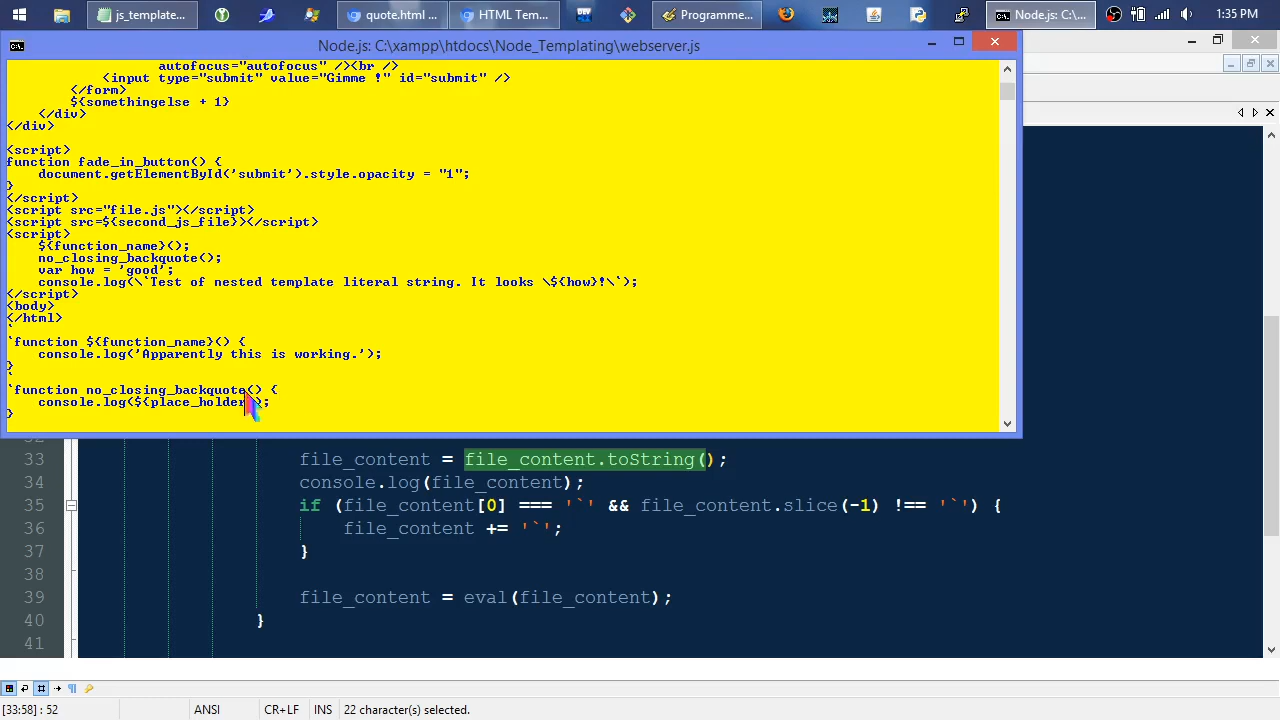 js_template...
quote.html ...
HTML Tem...
Programme...
Node.js: C:\...
1:35 PM
Node.js: C:\xampp\htdocs\Node_Templating\webserver.js
autofocus="autofocus" /><br />
<input type="submit" value="Gimme !" id="submit" />
</form>
${somethingelse + 1}
</div>
</div>
<script>
function fade_in_button() {
document.getElementById('submit').style.opacity = "1";
}
</script>
<script src="file.js"></script>
<script src=${second_js_file}></script>
<script>
${function_name}();
no_closing_backquote();
var how = 'good';
console.log(\`Test of nested template literal string. It looks \${how}!\`);
</script>
<body>
</html>
`
`function ${function_name}() {
console.log('Apparently this is working.');
}
`
`function no_closing_backquote() {
console.log(${place_holder});
}
33 file_content = file_content.toString();
34 console.log(file_content);
35 if (file_content[0] === '`' && file_content.slice(-1) !== '`') {
36 file_content += '`';
37 }
38
39 file_content = eval(file_content);
40 }
41
[33:58] : 52 ANSI CR+LF INS 22 character(s) selected.